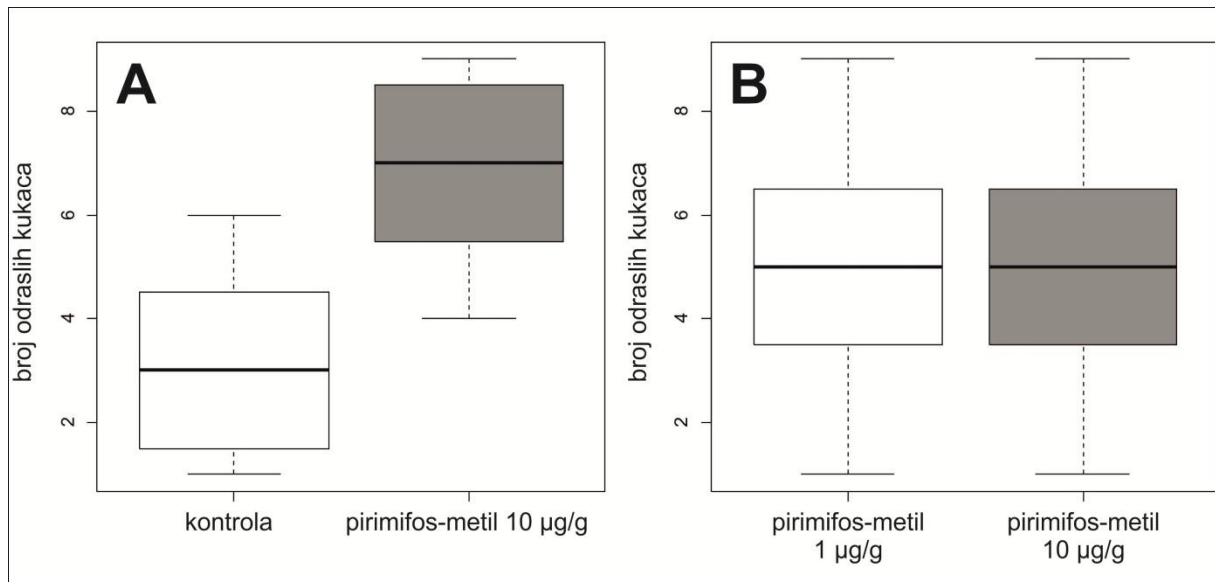 A
broj odraslih kukaca
8
6
4
2
kontrola
pirimifos-metil 10 µg/g
B
broj odraslih kukaca
8
6
4
2
pirimifos-metil
1 µg/g
pirimifos-metil
10 µg/g